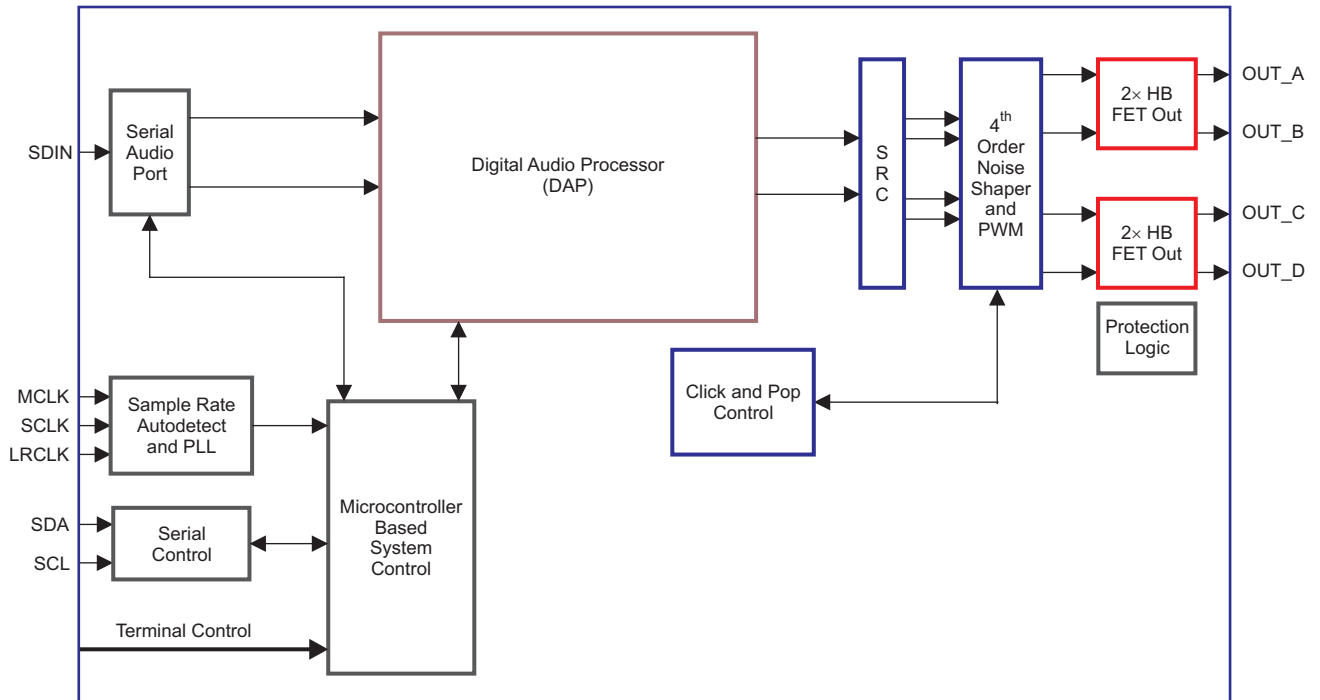 SDIN
Serial
Audio
Port
Digital Audio Processor
(DAP)
S
R
C
4th
Order
Noise
Shaper
and
PWM
2× HB
FET Out
OUT_A
OUT_B
2× HB
FET Out
OUT_C
OUT_D
Protection
Logic
Click and Pop
Control
MCLK
SCLK
LRCLK
Sample Rate
Autodetect
and PLL
SDA
SCL
Serial
Control
Microcontroller
Based
System
Control
Terminal Control